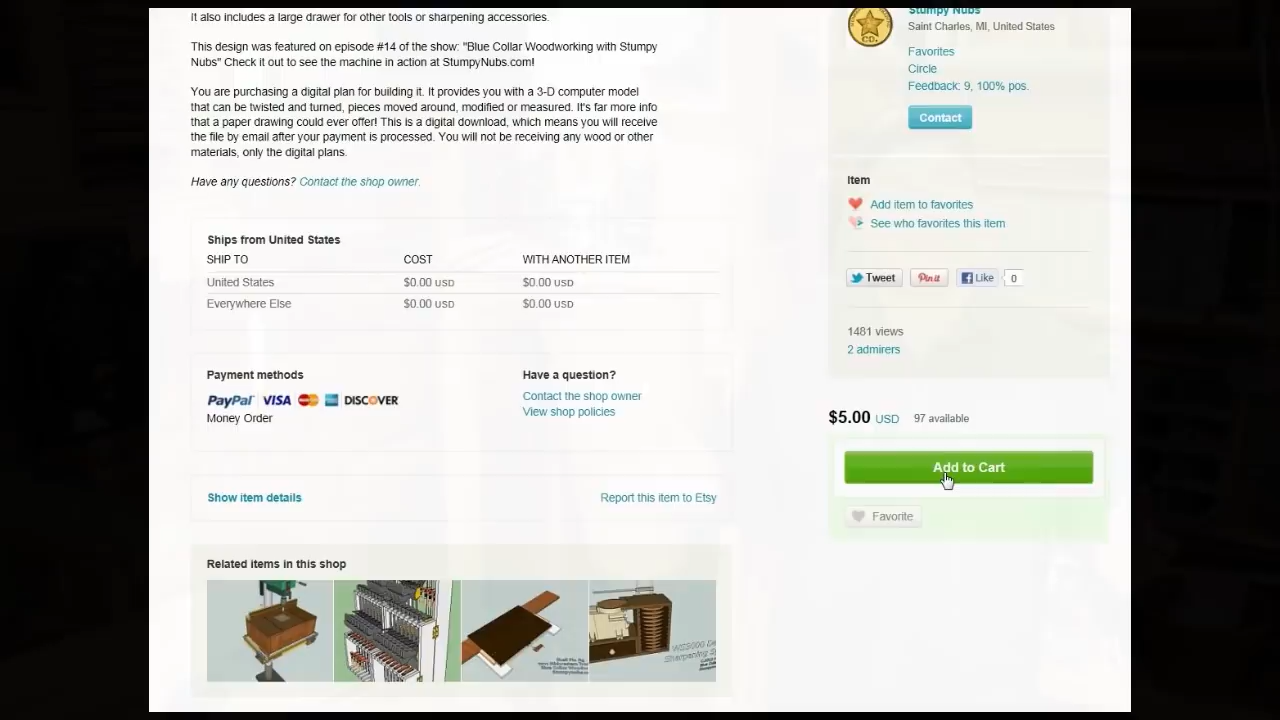 It also includes a large drawer for other tools or sharpening accessories.
This design was featured on episode #14 of the show: "Blue Collar Woodworking with Stumpy
Nubs" Check it out to see the machine in action at StumpyNubs.com!
You are purchasing a digital plan for building it. It provides you with a 3-D computer model
that can be twisted and turned, pieces moved around, modified or measured. It's far more info
that a paper drawing could ever offer! This is a digital download, which means you will receive
the file by email after your payment is processed. You will not be receiving any wood or other
materials, only the digital plans.
Have any questions? Contact the shop owner.
Ships from United States
SHIP TO COST WITH ANOTHER ITEM
United States $0.00 USD $0.00 USD
Everywhere Else $0.00 USD $0.00 USD
Payment methods
PayPal VISA DISCOVER
Money Order
Have a question?
Contact the shop owner
View shop policies
Show item details
Report this item to Etsy
Related items in this shop
Stumpy Nubs
CO.
Saint Charles, MI, United States
Favorites
Circle
Feedback: 9, 100% pos.
Contact
Item
Add item to favorites
See who favorites this item
Tweet
Pin it
Like
0
1481 views
2 admirers
$5.00 USD 97 available
Add to Cart
Favorite